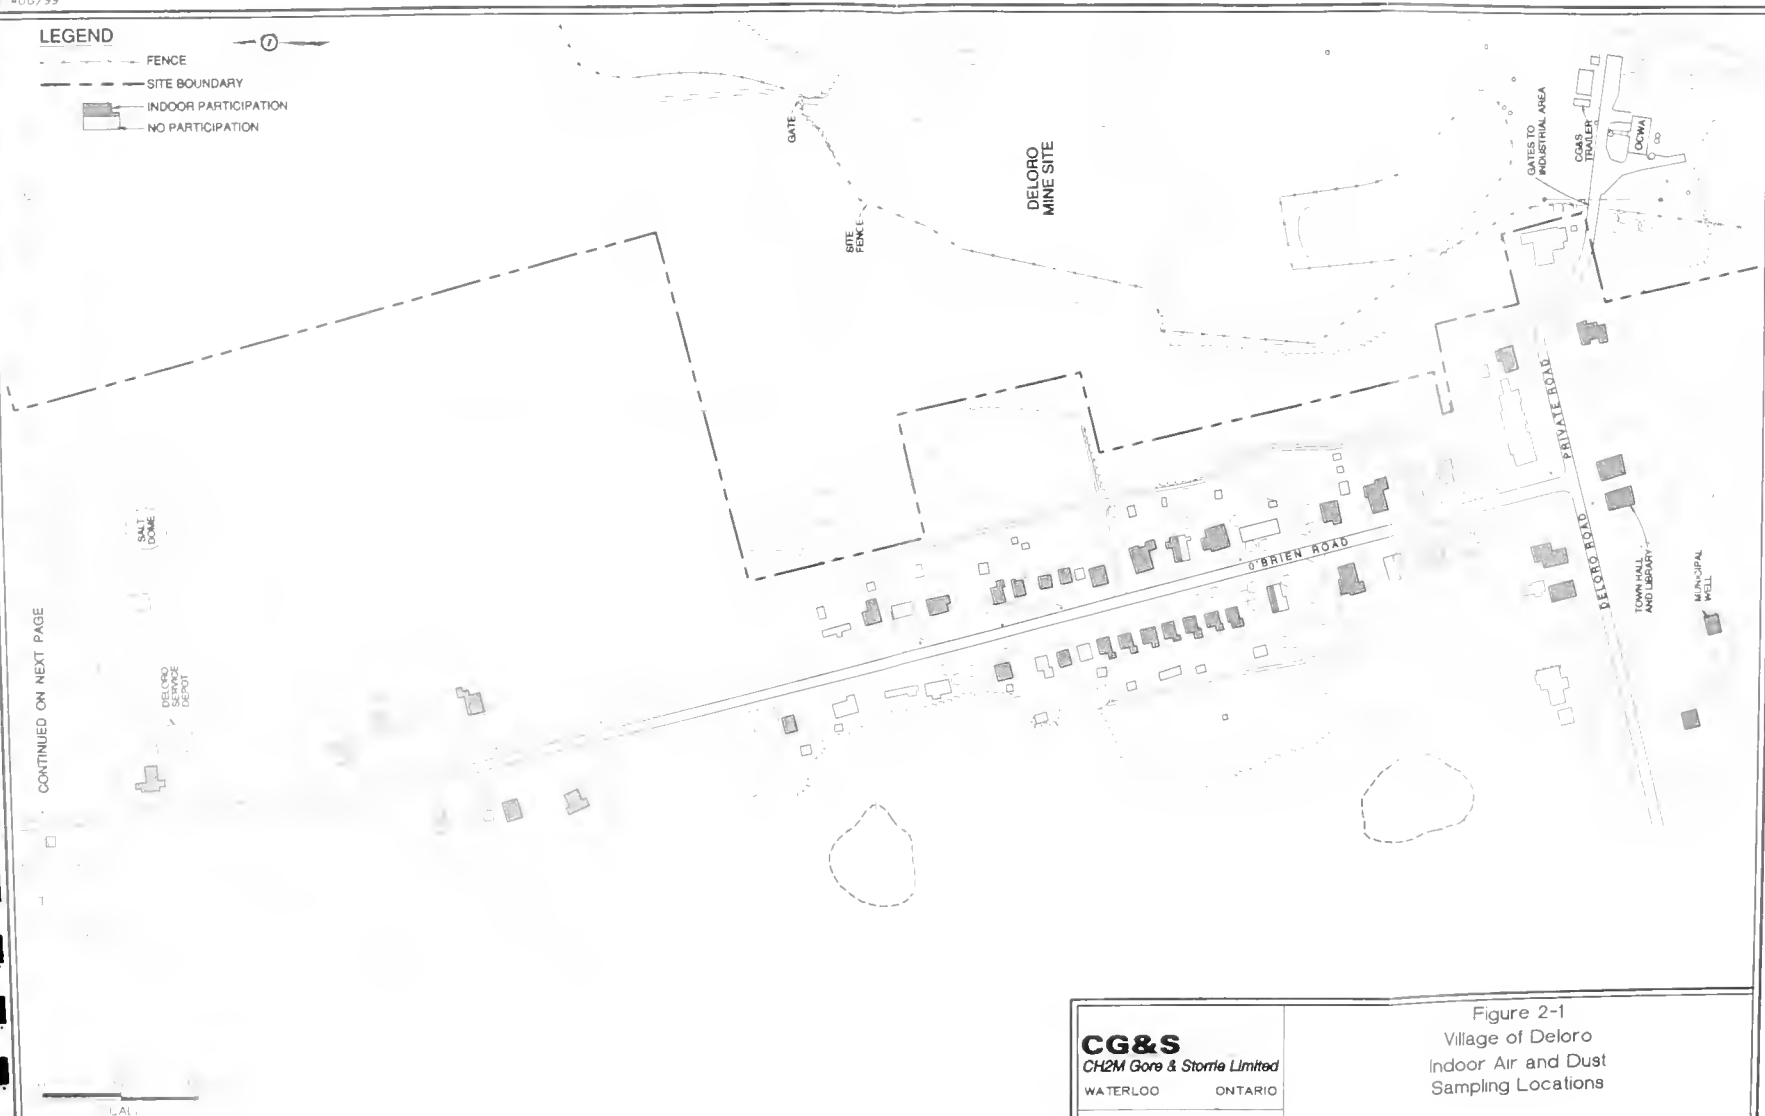 LEGEND
FENCE
SITE BOUNDARY
INDOOR PARTICIPATION
NO PARTICIPATION
GATE
SITE
FENCE
DELORO
MINE SITE
GATES TO
INDUSTRIAL AREA
CG&S
TRAILER
OCWA
PRIVATE ROAD
DELORO ROAD
O'BRIEN ROAD
TOWN HALL
AND LIBRARY
MUNICIPAL
WELL
SALT
DOME
DELORO
SERVICE
DEPOT
CONTINUED ON NEXT PAGE
CG&S
CH2M Gore & Storrie Limited
WATERLOO ONTARIO
Figure 2-1
Village of Deloro
Indoor Air and Dust
Sampling Locations